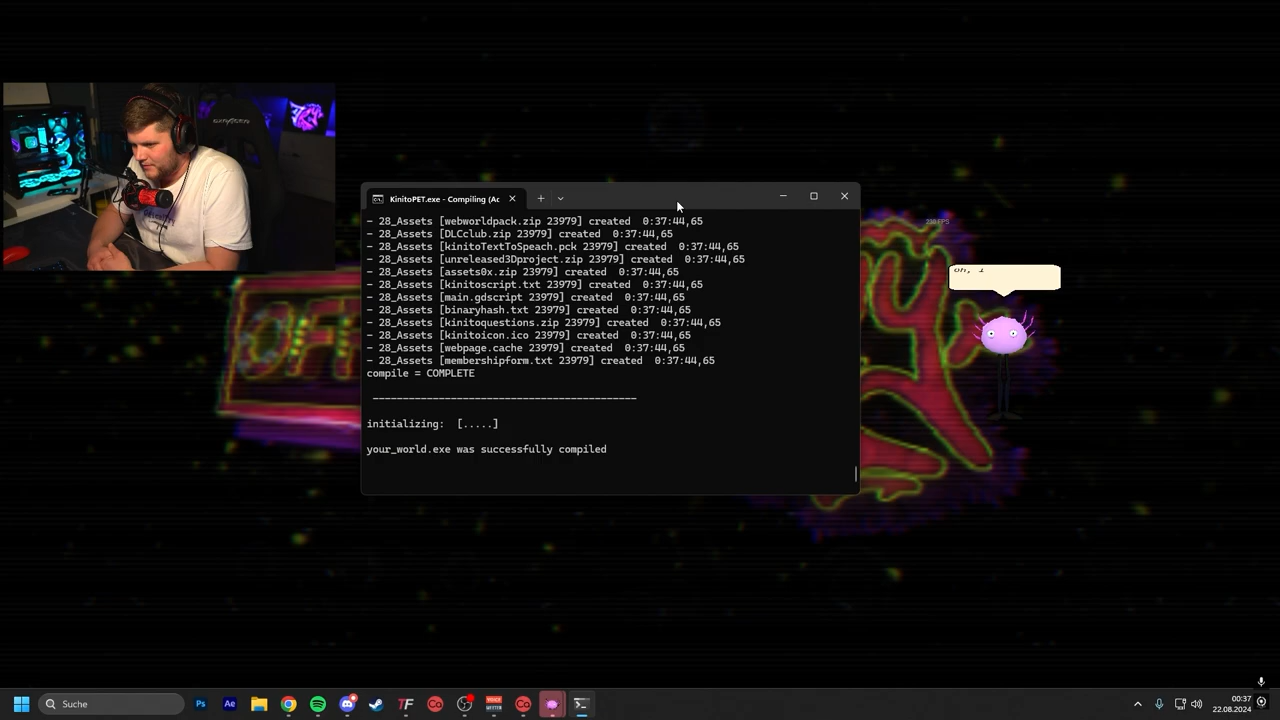 KinitoPET.exe - Compiling (Ac
- 28_Assets [webworldpack.zip 23979] created 0:37:44,65
- 28_Assets [DLCclub.zip 23979] created 0:37:44,65
- 28_Assets [kinitoTextToSpeach.pck 23979] created 0:37:44,65
- 28_Assets [unreleased3Dproject.zip 23979] created 0:37:44,65
- 28_Assets [assets0x.zip 23979] created 0:37:44,65
- 28_Assets [kinitoscript.txt 23979] created 0:37:44,65
- 28_Assets [main.gdscript 23979] created 0:37:44,65
- 28_Assets [binaryhash.txt 23979] created 0:37:44,65
- 28_Assets [kinitoquestions.zip 23979] created 0:37:44,65
- 28_Assets [kinitoicon.ico 23979] created 0:37:44,65
- 28_Assets [webpage.cache 23979] created 0:37:44,65
- 28_Assets [membershipform.txt 23979] created 0:37:44,65
compile = COMPLETE
--------------------------------------------
initializing: [.....]
your_world.exe was successfully compiled
Suche
Ps
Ae
TF
00:37
22.08.2024